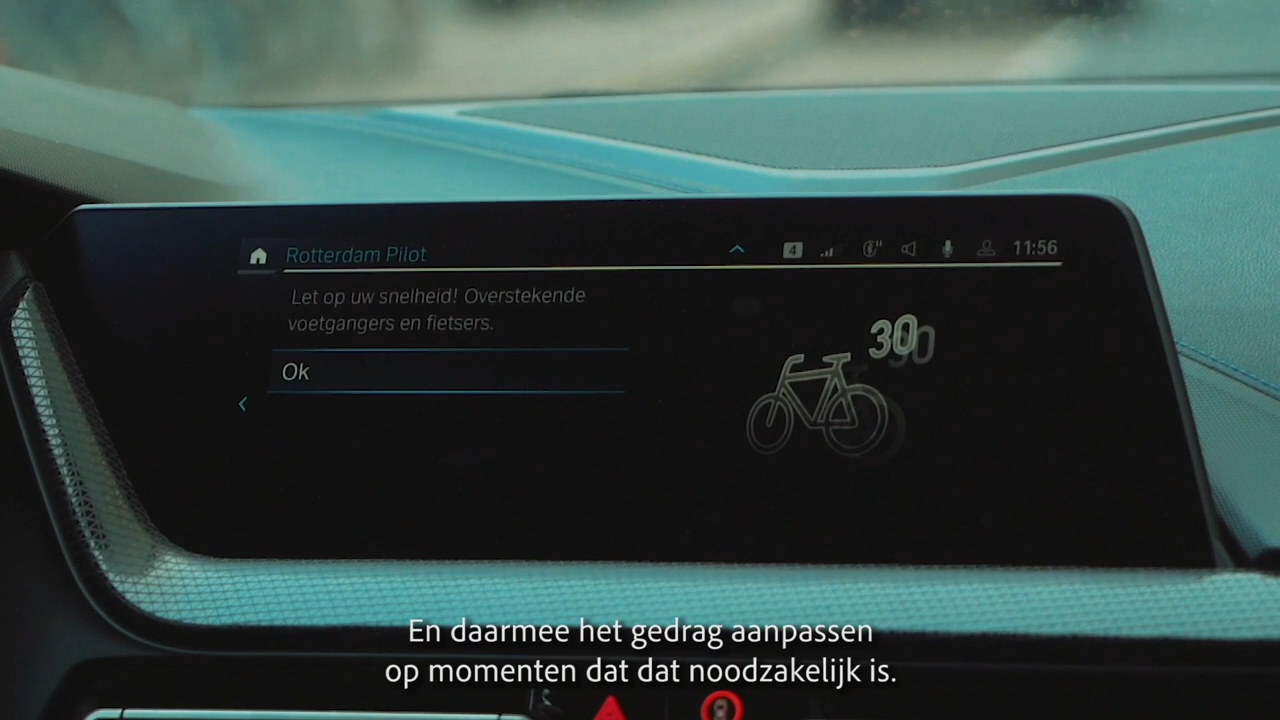 Rotterdam Pilot
4
11:56
Let op uw snelheid! Overstekende
voetgangers en fietsers.
Ok
30
En daarmee het gedrag aanpassen
op momenten dat dat noodzakelijk is.